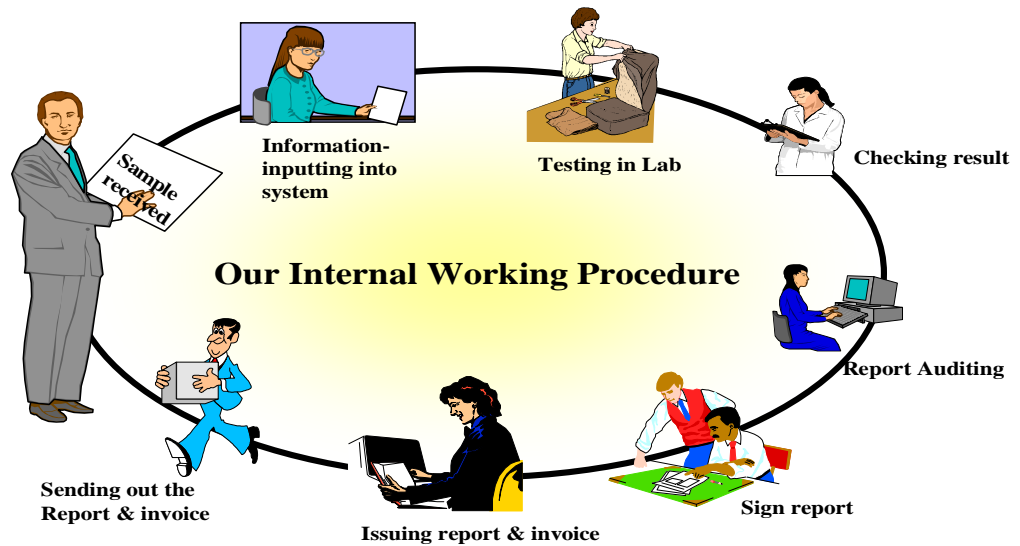 Sample
received
Information-
inputting into
system
Testing in Lab
Checking result
Our Internal Working Procedure
Report Auditing
Sign report
Issuing report & invoice
Sending out the
Report & invoice